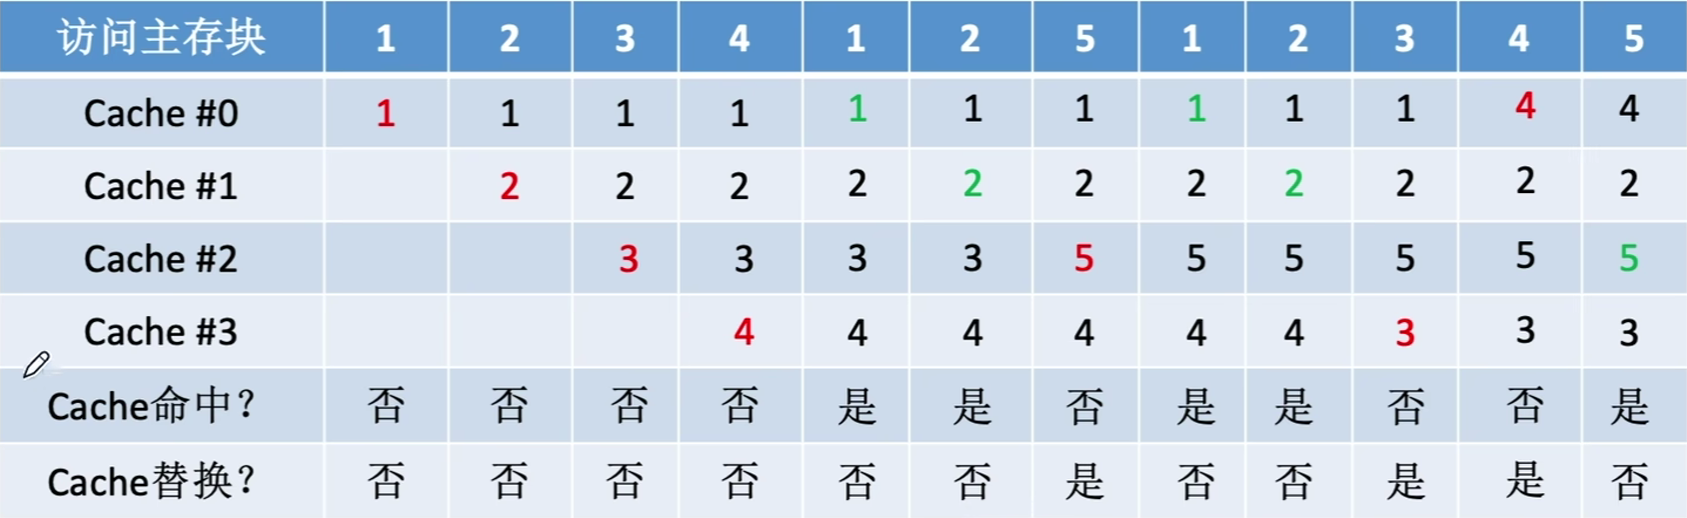 访问主存块 1 2 3 4 1 2 5 1 2 3 4 5
Cache #0 1 1 1 1 1 1 1 1 1 1 4 4
Cache #1 2 2 2 2 2 2 2 2 2 2 2
Cache #2 3 3 3 3 5 5 5 5 5 5
Cache #3 4 4 4 4 4 4 3 3 3
Cache命中? 否 否 否 否 是 是 否 是 是 否 否 是
Cache替换? 否 否 否 否 否 否 是 否 否 是 是 否